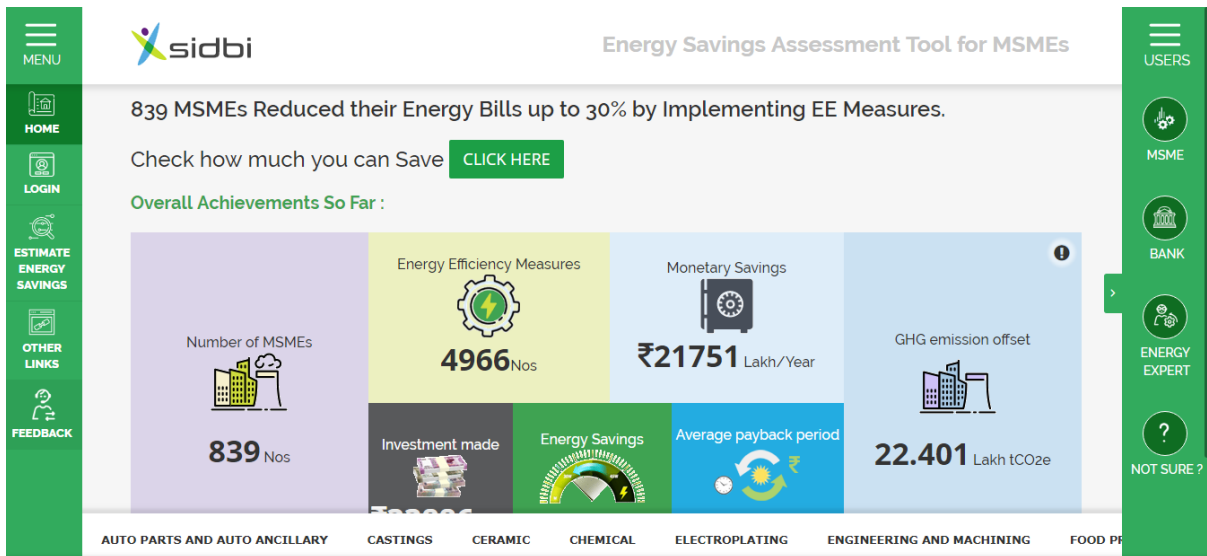 MENU
HOME
LOGIN
ESTIMATE
ENERGY
SAVINGS
OTHER
LINKS
FEEDBACK
sidbi
Energy Savings Assessment Tool for MSMEs
839 MSMEs Reduced their Energy Bills up to 30% by Implementing EE Measures.
Check how much you can Save CLICK HERE
Overall Achievements So Far :
Number of MSMEs
839 Nos
Energy Efficiency Measures
4966 Nos
Monetary Savings
₹21751 Lakh/Year
GHG emission offset
22.401 Lakh tCO2e
Investment made
Energy Savings
Average payback period
₹
AUTO PARTS AND AUTO ANCILLARY CASTINGS CERAMIC CHEMICAL ELECTROPLATING ENGINEERING AND MACHINING FOOD PR
USERS
MSME
BANK
ENERGY
EXPERT
?
NOT SURE ?